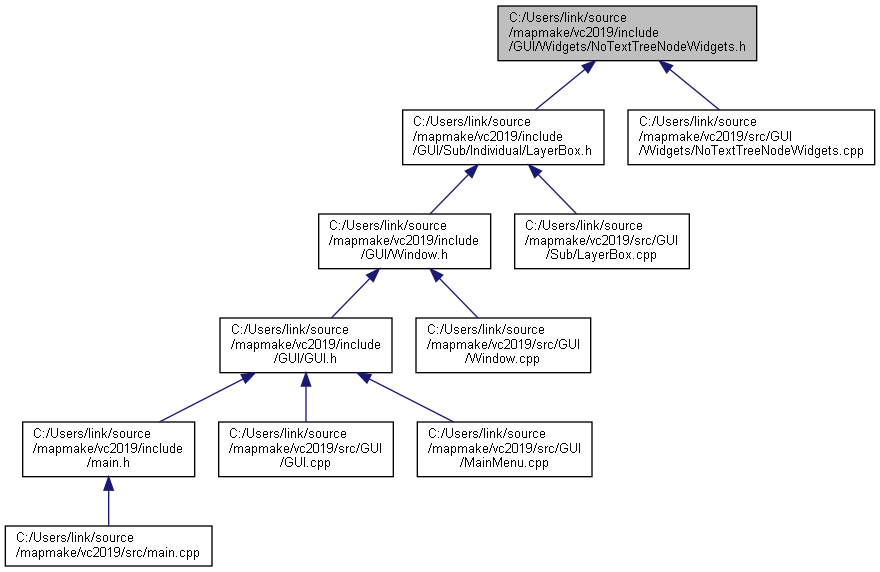 C:/Users/link/source
/mapmake/vc2019/include
/GUI/Widgets/NoTextTreeNodeWidgets.h
C:/Users/link/source
/mapmake/vc2019/include
/GUI/Sub/Individual/LayerBox.h
C:/Users/link/source
/mapmake/vc2019/src/GUI
/Widgets/NoTextTreeNodeWidgets.cpp
C:/Users/link/source
/mapmake/vc2019/include
/GUI/Window.h
C:/Users/link/source
/mapmake/vc2019/src/GUI
/Sub/LayerBox.cpp
C:/Users/link/source
/mapmake/vc2019/include
/GUI/GUI.h
C:/Users/link/source
/mapmake/vc2019/src/GUI
/Window.cpp
C:/Users/link/source
/mapmake/vc2019/include
/main.h
C:/Users/link/source
/mapmake/vc2019/src/GUI
/GUI.cpp
C:/Users/link/source
/mapmake/vc2019/src/GUI
/MainMenu.cpp
C:/Users/link/source
/mapmake/vc2019/src/main.cpp